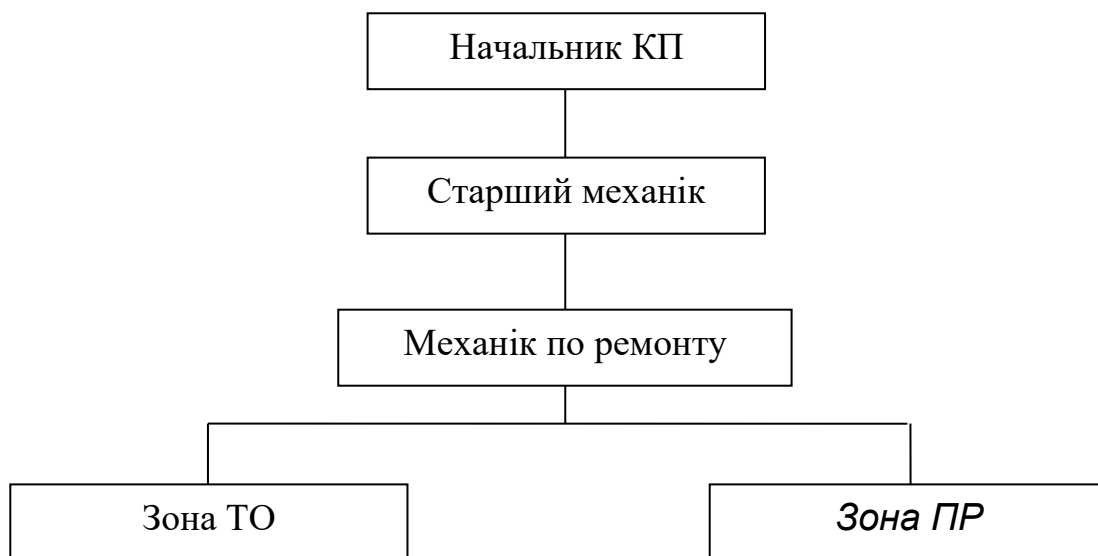 Начальник КП
Старший механік
Механік по ремонту
Зона ТО
Зона ПР